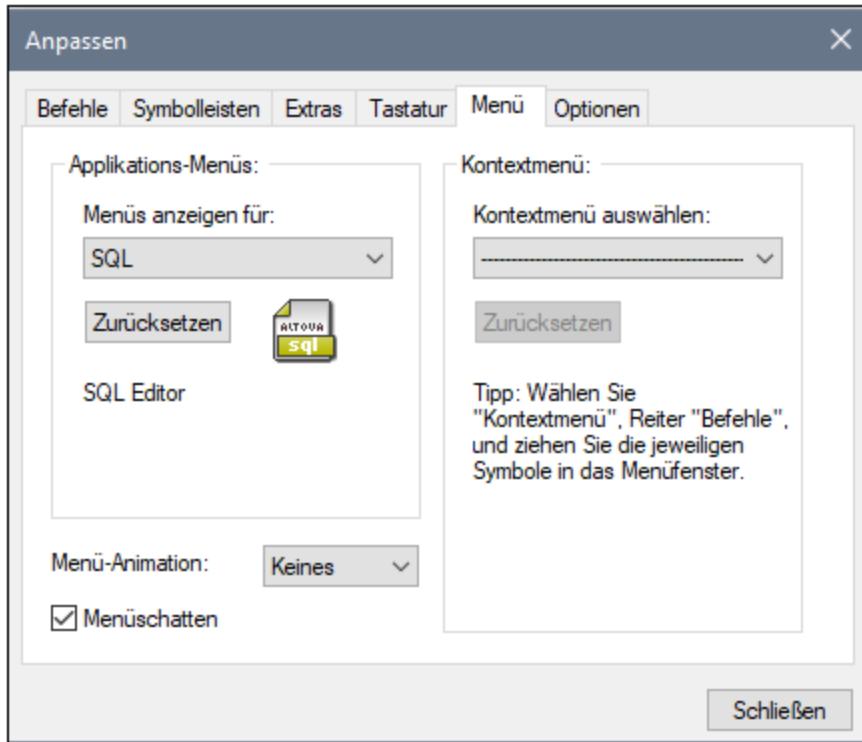 Anpassen
Befehle Symbolleisten Extras Tastatur Menü Optionen
Applikations-Menüs:
Menüs anzeigen für:
SQL
Zurücksetzen
ALTOVA
sql
SQL Editor
Kontextmenü:
Kontextmenü auswählen:
Zurücksetzen
Tipp: Wählen Sie
"Kontextmenü", Reiter "Befehle",
und ziehen Sie die jeweiligen
Symbole in das Menüfenster.
Menü-Animation: Keines
Menüschatten
Schließen